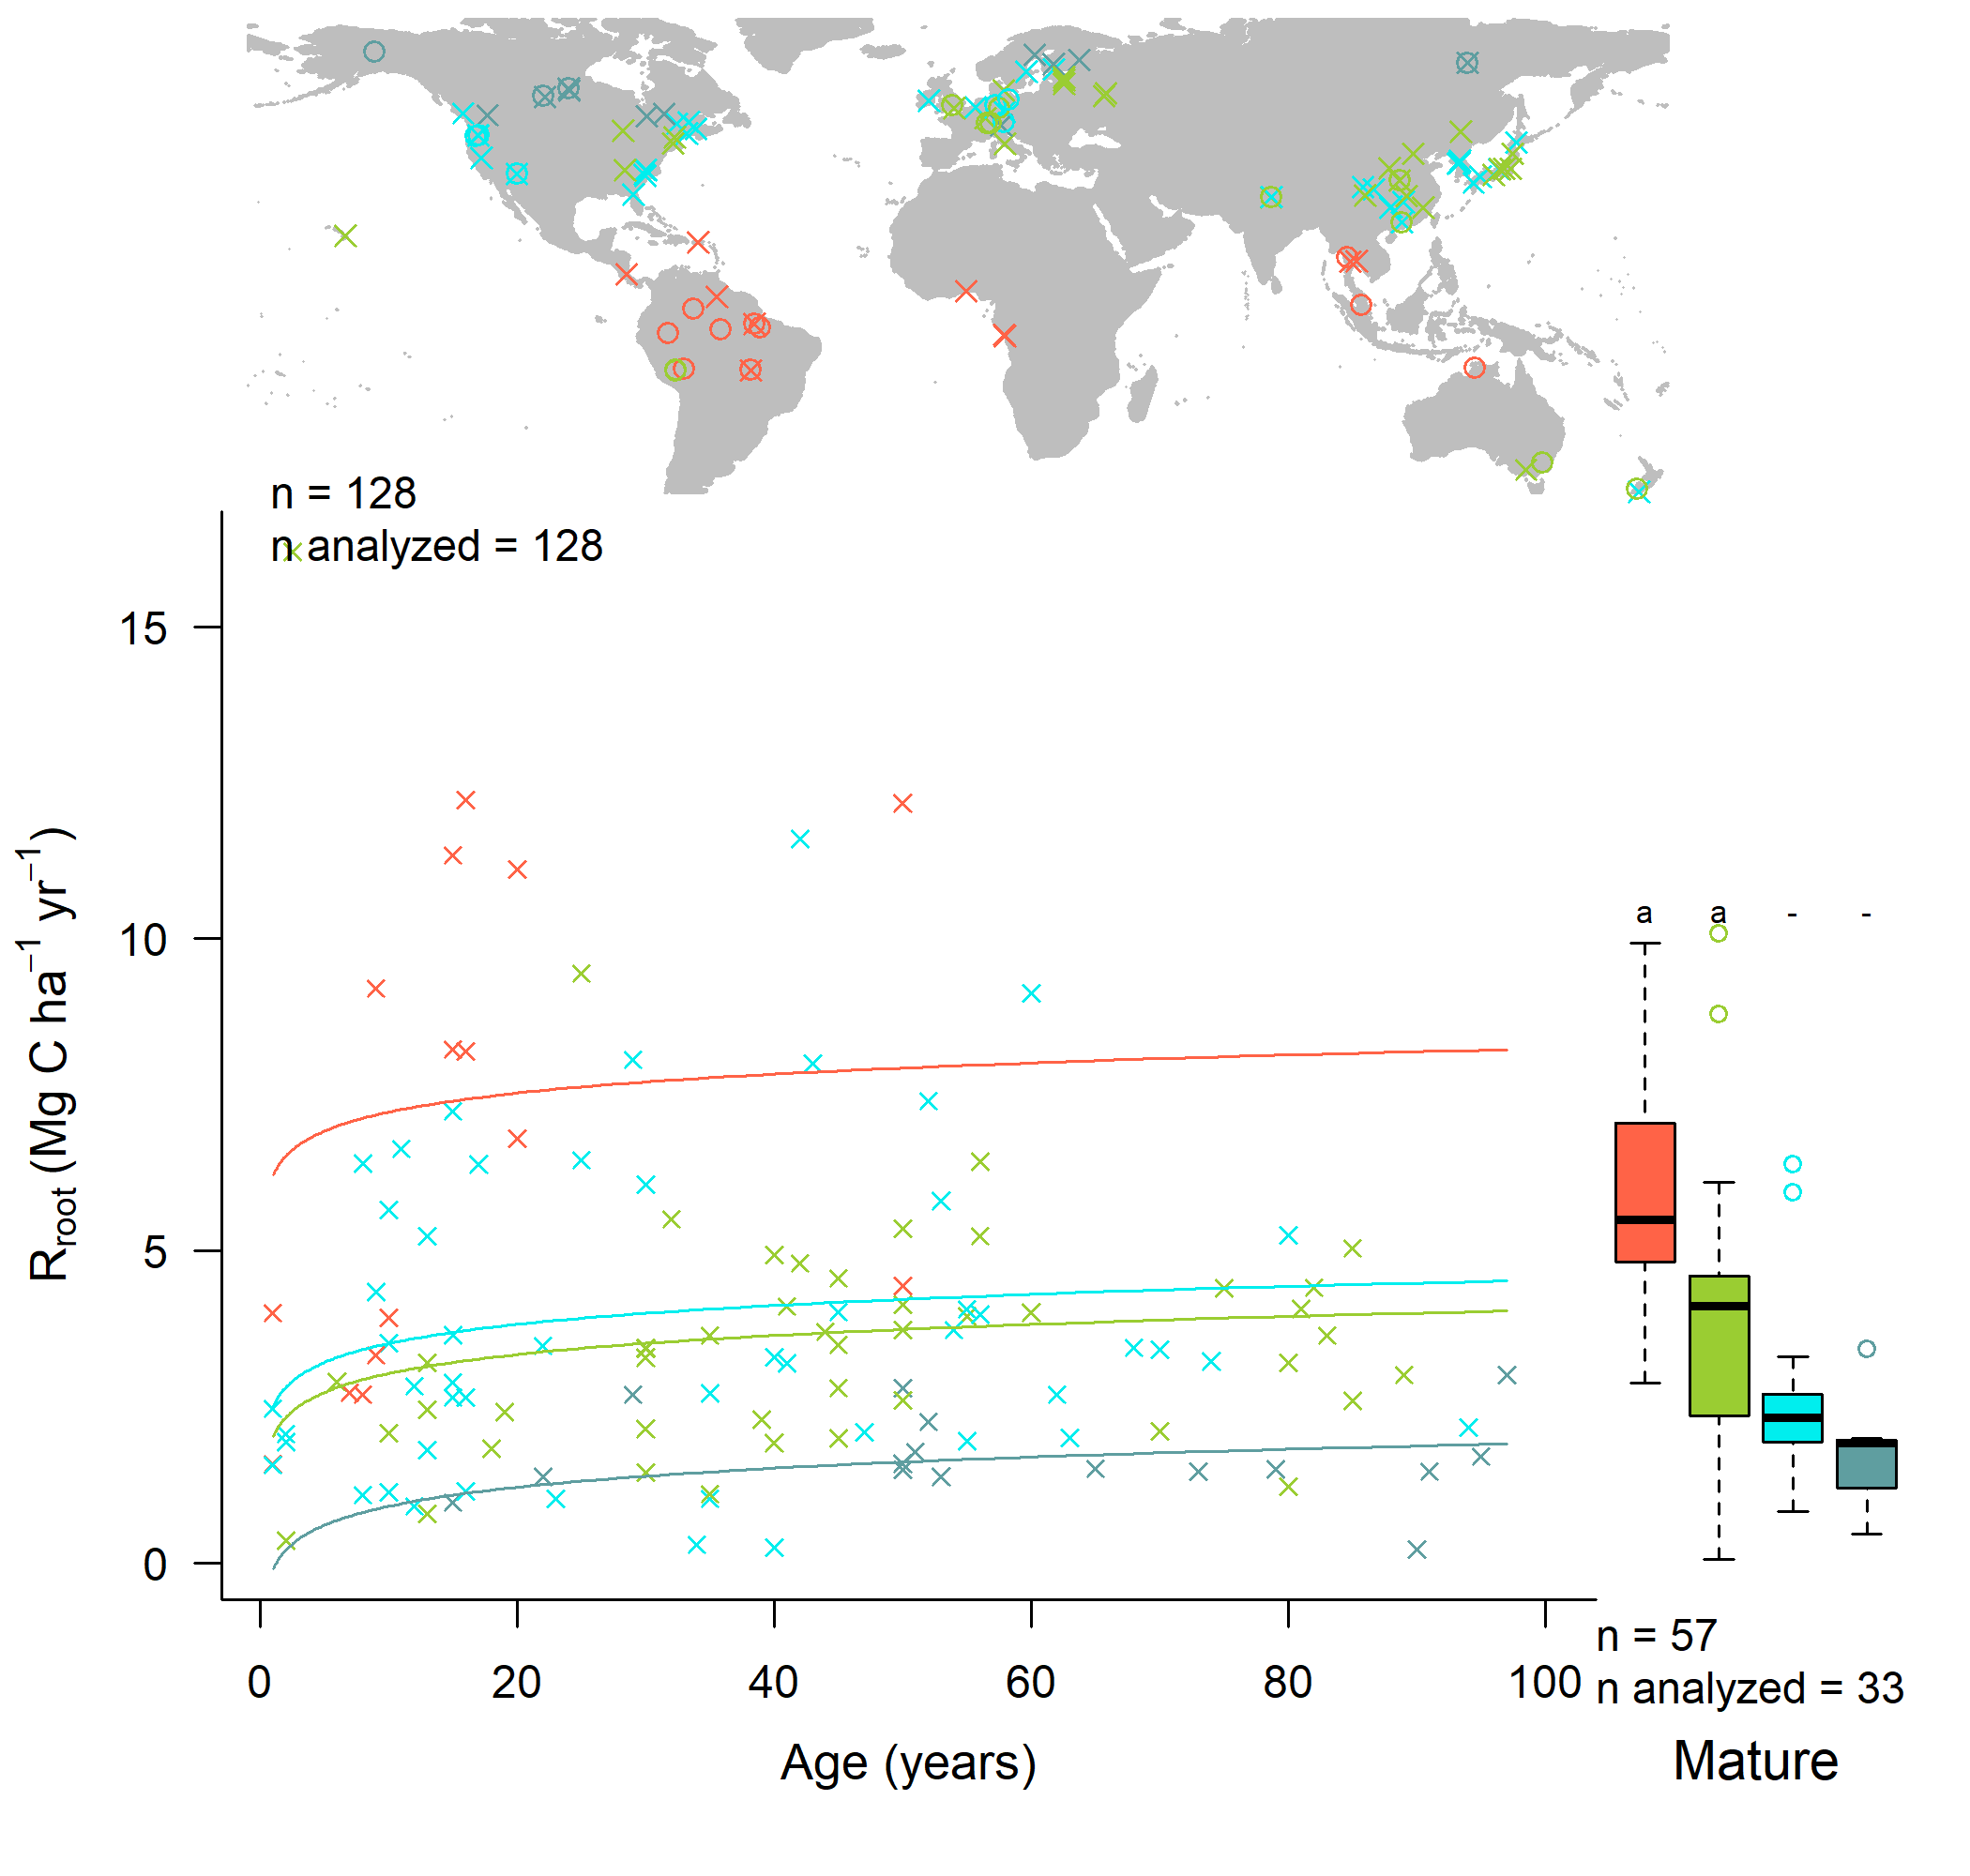 n = 128
n analyzed = 128
15
10
5
0
R_root (Mg C ha⁻¹ yr⁻¹)
a a - -
0 20 40 60 80 100
Age (years)
n = 57
n analyzed = 33
Mature